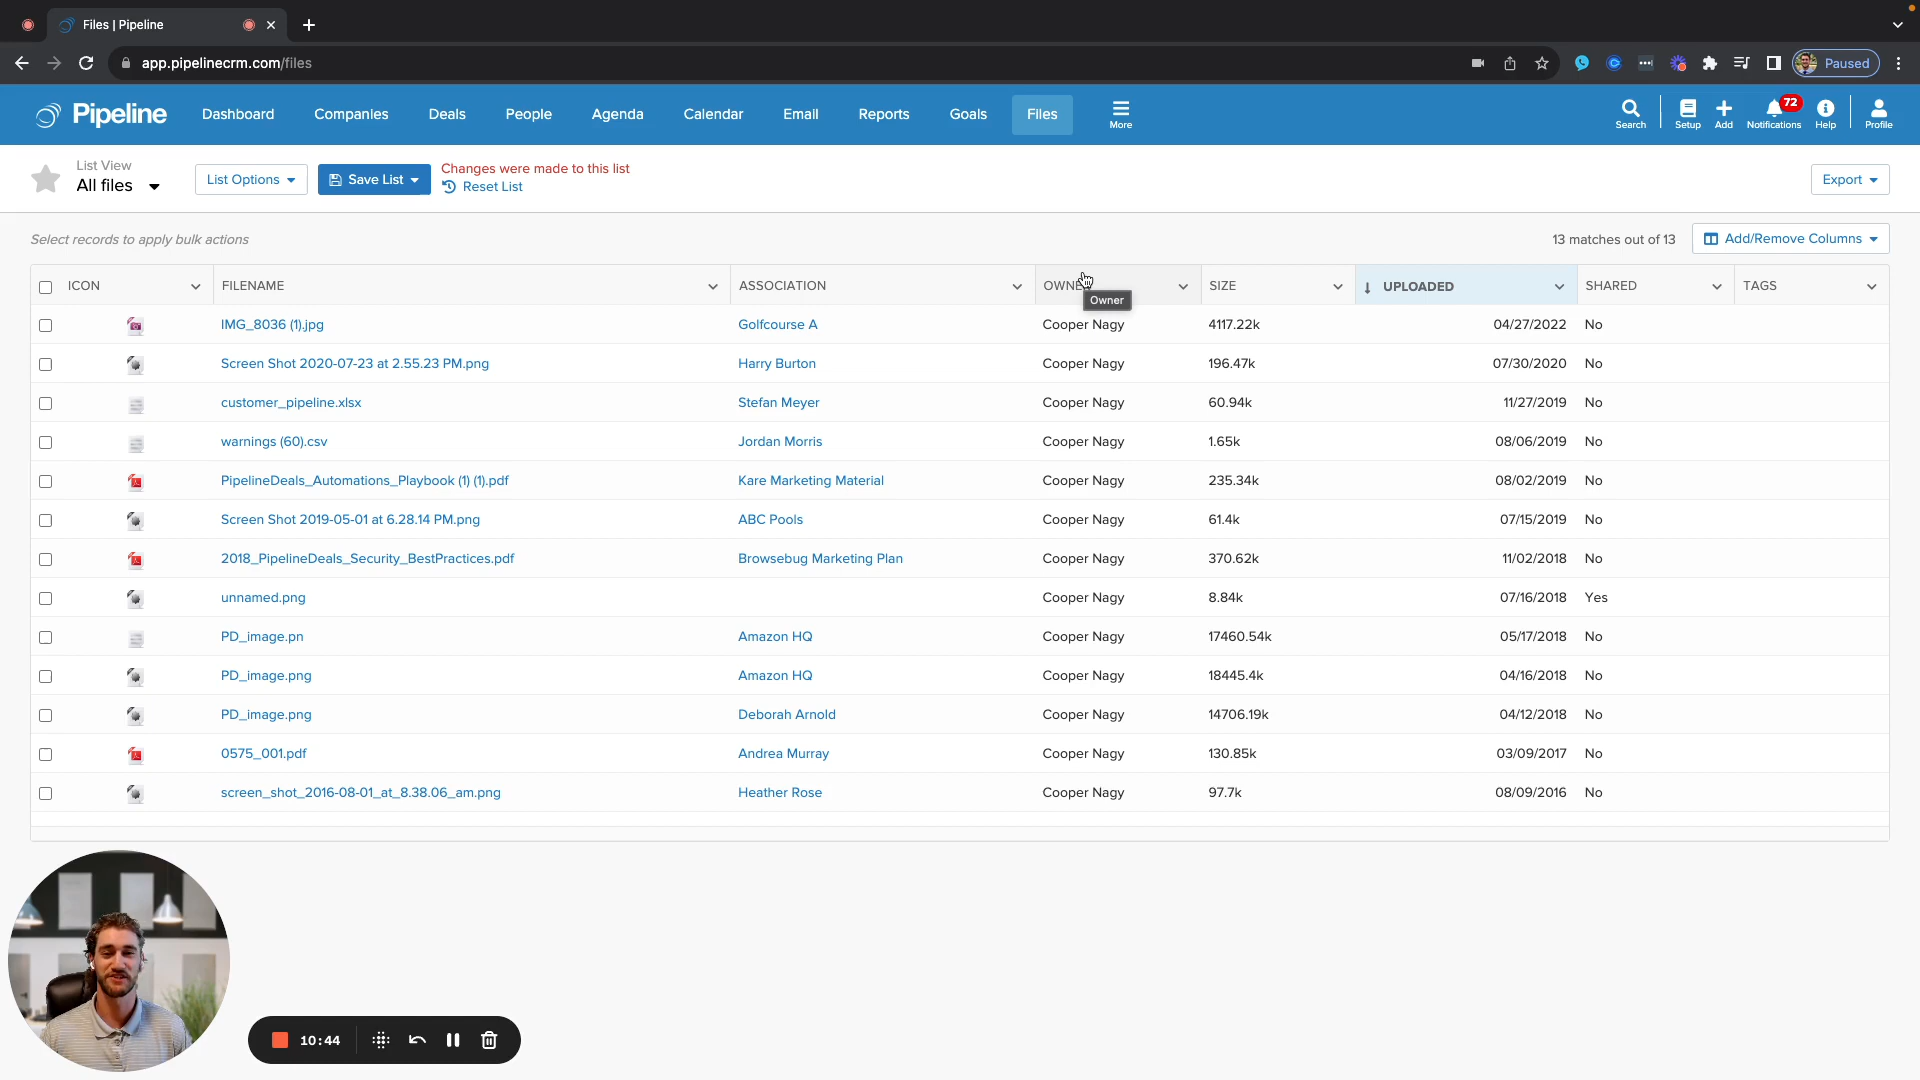 Files | Pipeline
app.pipelinecrm.com/files
Paused
Pipeline
Dashboard
Companies
Deals
People
Agenda
Calendar
Email
Reports
Goals
Files
More
Search
Setup
Add
72
Notifications
Help
Profile
List View
All files
List Options
Save List
Changes were made to this list
Reset List
Export
Select records to apply bulk actions
13 matches out of 13
Add/Remove Columns
ICON FILENAME ASSOCIATION SIZE UPLOADED SHARED TAGS
Owner
IMG_8036 (1).jpg Golfcourse A Cooper Nagy 4117.22k 04/27/2022 No
Screen Shot 2020-07-23 at 2.55.23 PM.png Harry Burton Cooper Nagy 196.47k 07/30/2020 No
customer_pipeline.xlsx Stefan Meyer Cooper Nagy 60.94k 11/27/2019 No
warnings (60).csv Jordan Morris Cooper Nagy 1.65k 08/06/2019 No
PipelineDeals_Automations_Playbook (1) (1).pdf Kare Marketing Material Cooper Nagy 235.34k 08/02/2019 No
Screen Shot 2019-05-01 at 6.28.14 PM.png ABC Pools Cooper Nagy 61.4k 07/15/2019 No
2018_PipelineDeals_Security_BestPractices.pdf Browsebug Marketing Plan Cooper Nagy 370.62k 11/02/2018 No
unnamed.png Cooper Nagy 8.84k 07/16/2018 Yes
PD_image.pn Amazon HQ Cooper Nagy 17460.54k 05/17/2018 No
PD_image.png Amazon HQ Cooper Nagy 18445.4k 04/16/2018 No
PD_image.png Deborah Arnold Cooper Nagy 14706.19k 04/12/2018 No
0575_001.pdf Andrea Murray Cooper Nagy 130.85k 03/09/2017 No
screen_shot_2016-08-01_at_8.38.06_am.png Heather Rose Cooper Nagy 97.7k 08/09/2016 No
10:44